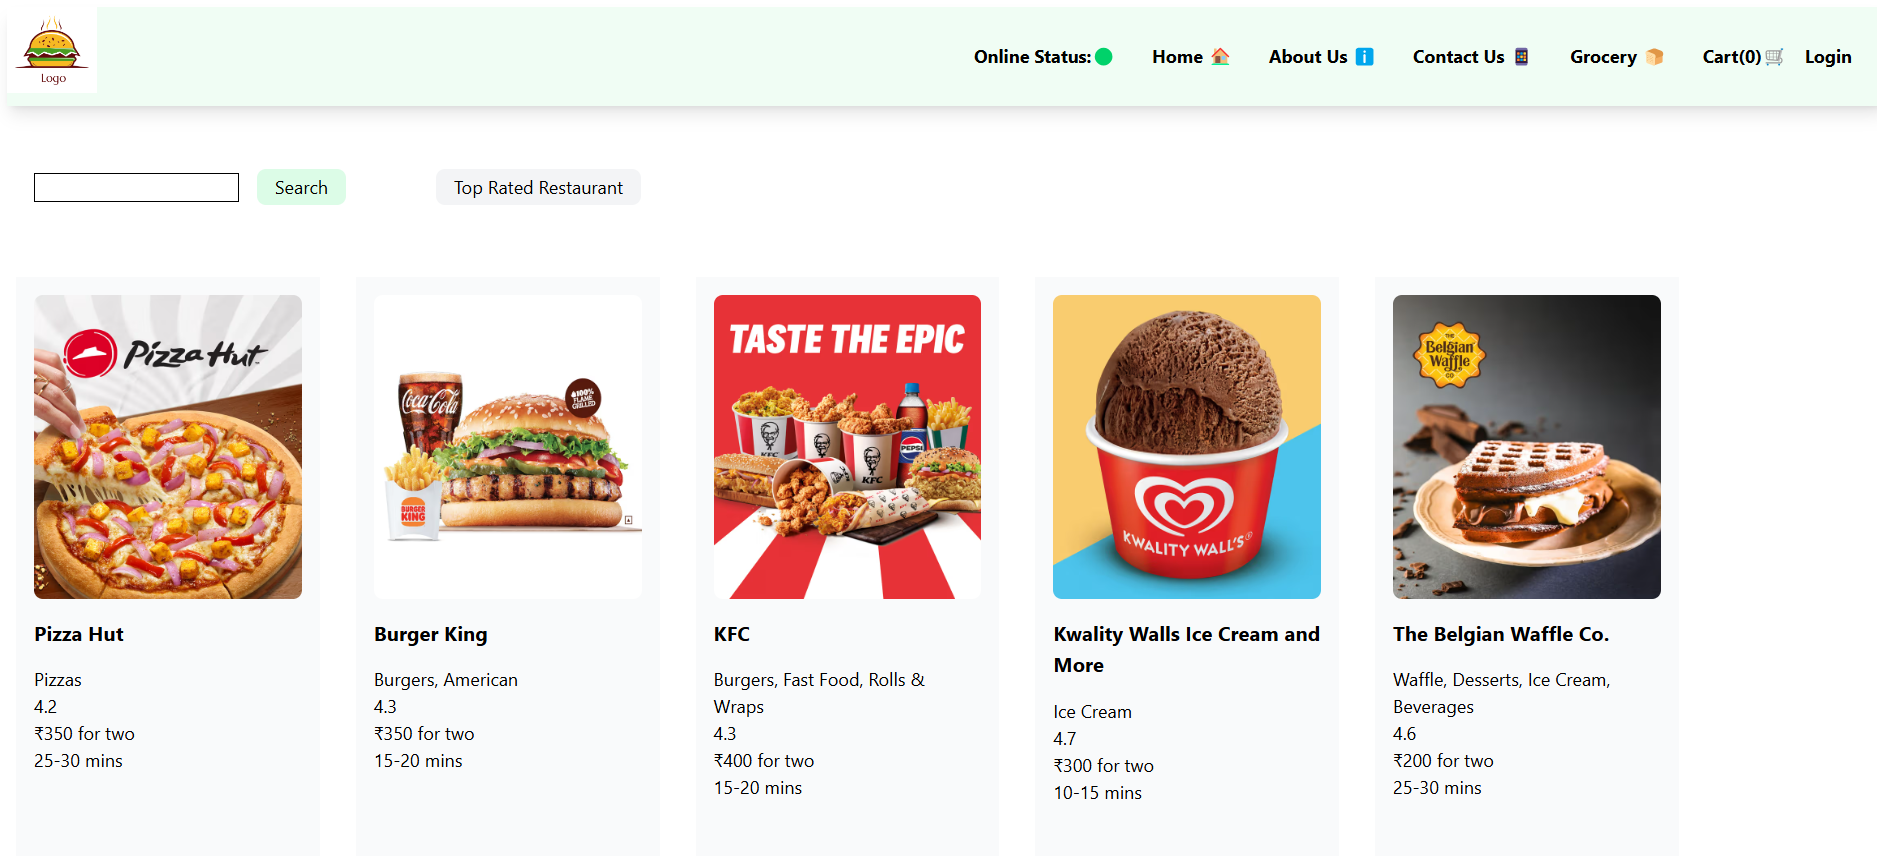 Logo
Online Status:
Home
About Us
Contact Us
Grocery
Cart(0)
Login
Search
Top Rated Restaurant
Pizza Hut
Pizza Hut
Pizzas
4.2
₹350 for two
25-30 mins
Coca-Cola
100%
FLAME
GRILLED
BURGER
KING
Burger King
Burgers, American
4.3
₹350 for two
15-20 mins
TASTE THE EPIC
KFC
KFC
PEPSI
KFC
Burgers, Fast Food, Rolls &
Wraps
4.3
₹400 for two
15-20 mins
KWALITY WALL'S®
Kwality Walls Ice Cream and
More
Ice Cream
4.7
₹300 for two
10-15 mins
THE
Belgian
Waffle
CO
The Belgian Waffle Co.
Waffle, Desserts, Ice Cream,
Beverages
4.6
₹200 for two
25-30 mins